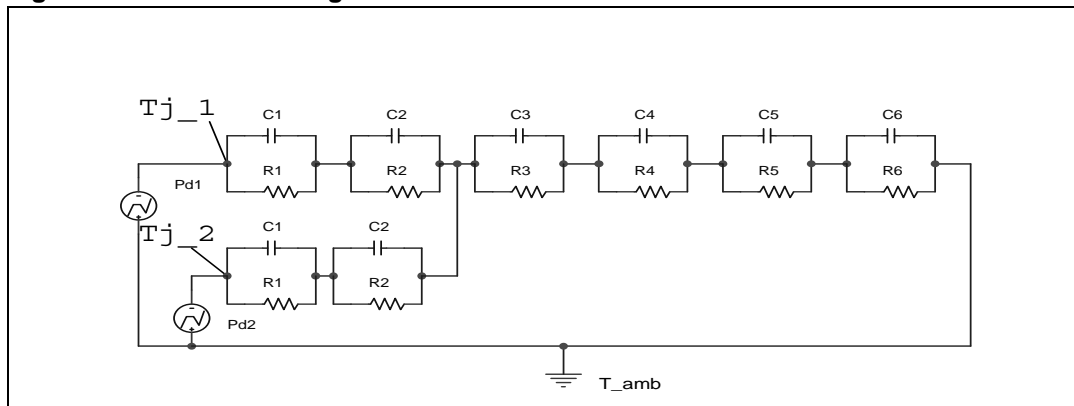 Tj_1
C1 C2 C3 C4 C5 C6
R1 R2 R3 R4 R5 R6
Pd1
Tj_2
C1 C2
R1 R2
Pd2
T_amb